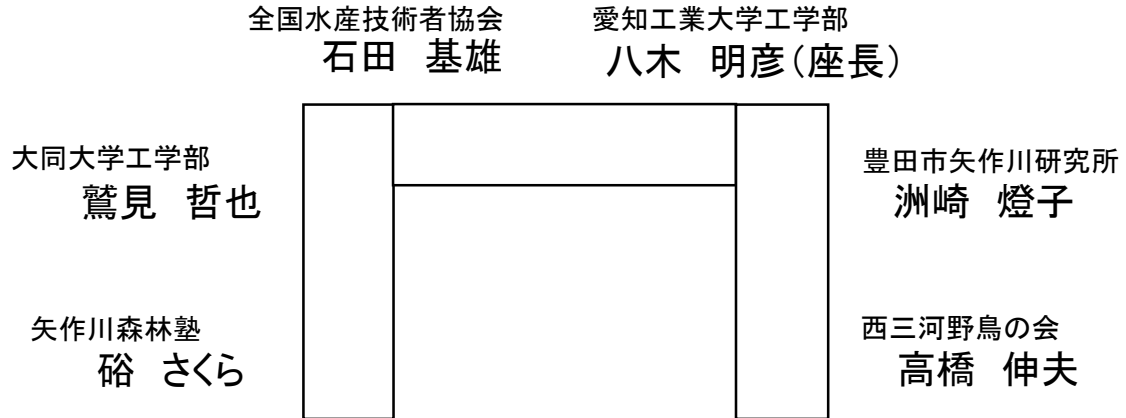 全国水産技術者協会
石田 基雄
愛知工業大学工学部
八木 明彦(座長)
大同大学工学部
鷲見 哲也
豊田市矢作川研究所
洲崎 燈子
矢作川森林塾
硲 さくら
西三河野鳥の会
高橋 伸夫